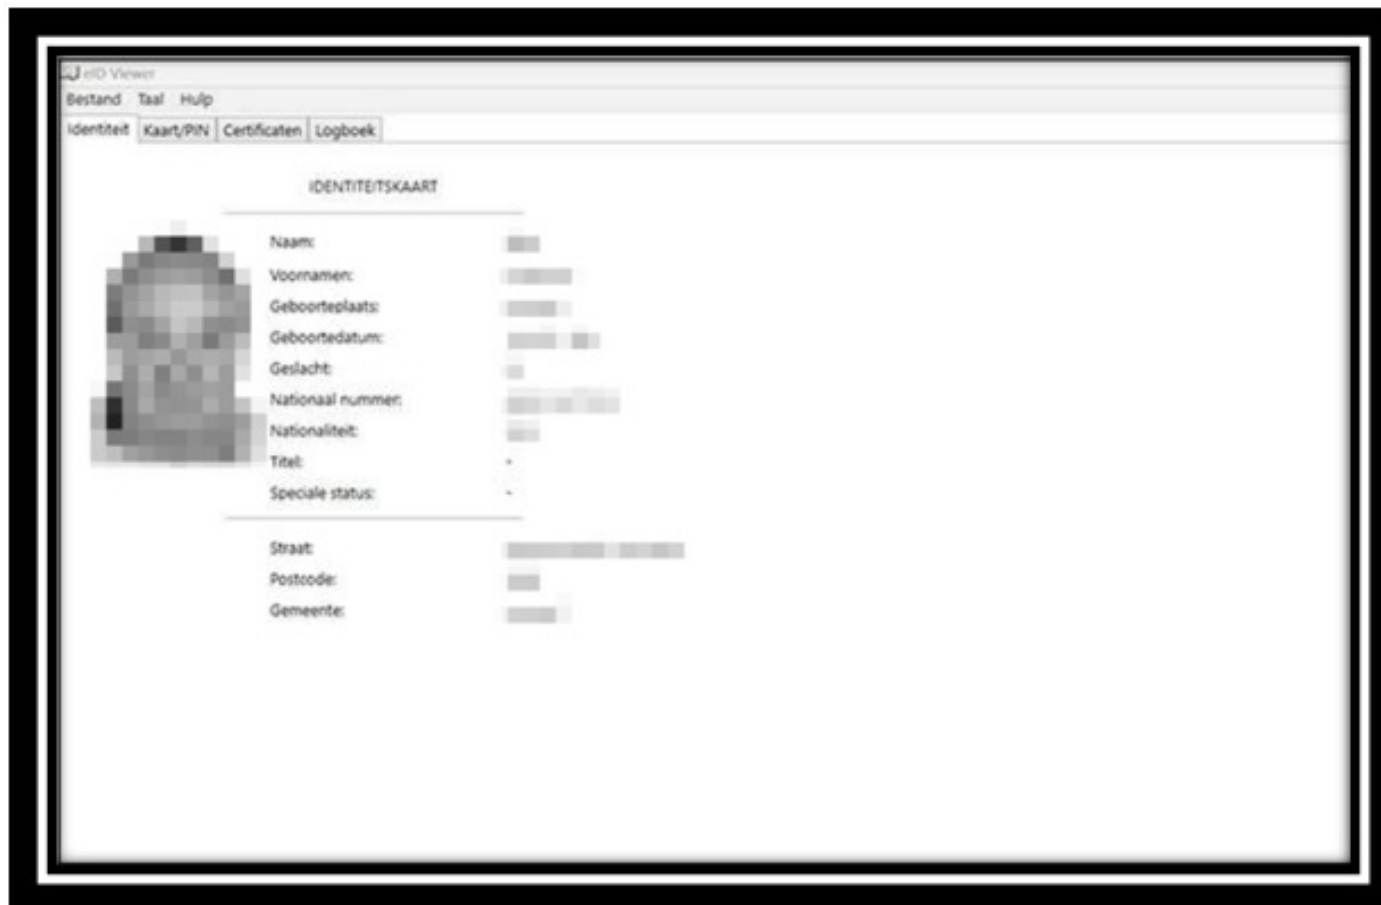 eID Viewer
Bestand Taal Hulp
Identiteit Kaart/PIN Certificaten Logboek
IDENTITEITSKAART
Naam:
Voornamen:
Geboorteplaats:
Geboortedatum:
Geslacht:
Nationaal nummer:
Nationaliteit:
Titel: -
Speciale status: -
Straat:
Postcode:
Gemeente: